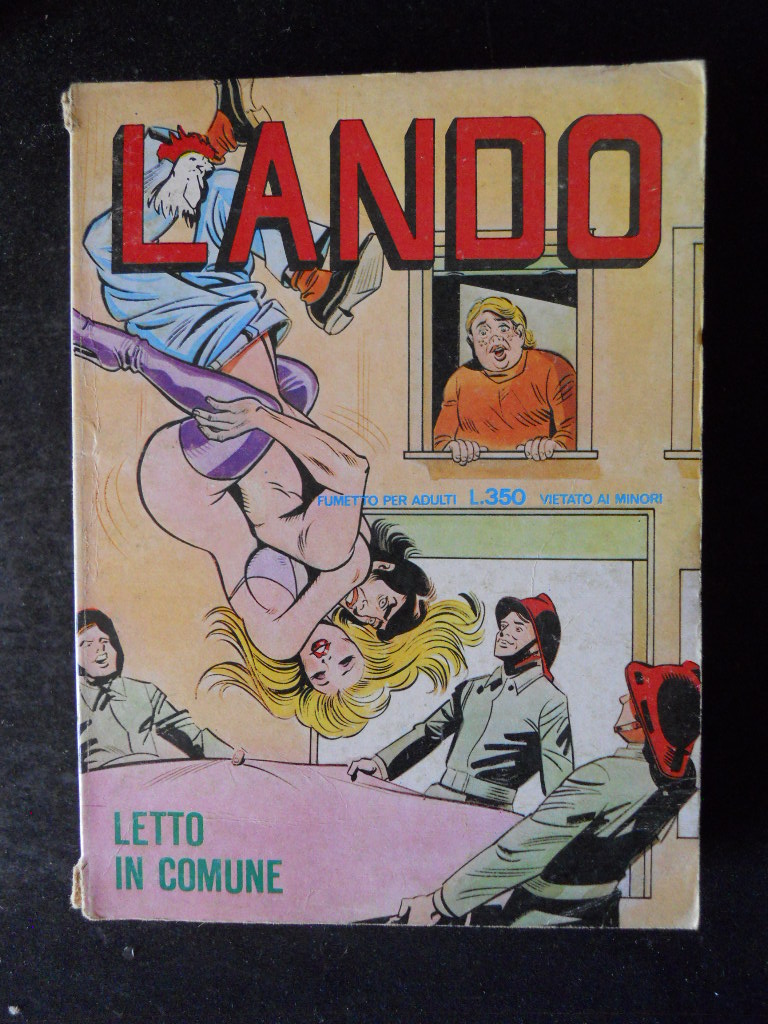 LANDO
FUMETTO PER ADULTI L.350 VIETATO AI MINORI
LETTO
IN COMUNE